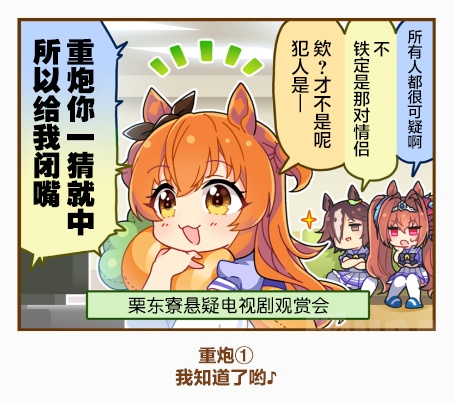 所有人都很可疑啊
不
铁定是那对情侣
欸？才不是呢
犯人是—
重炮你一猜就中
所以给我闭嘴
栗东寮悬疑电视剧观赏会
重炮①
我知道了哟♪